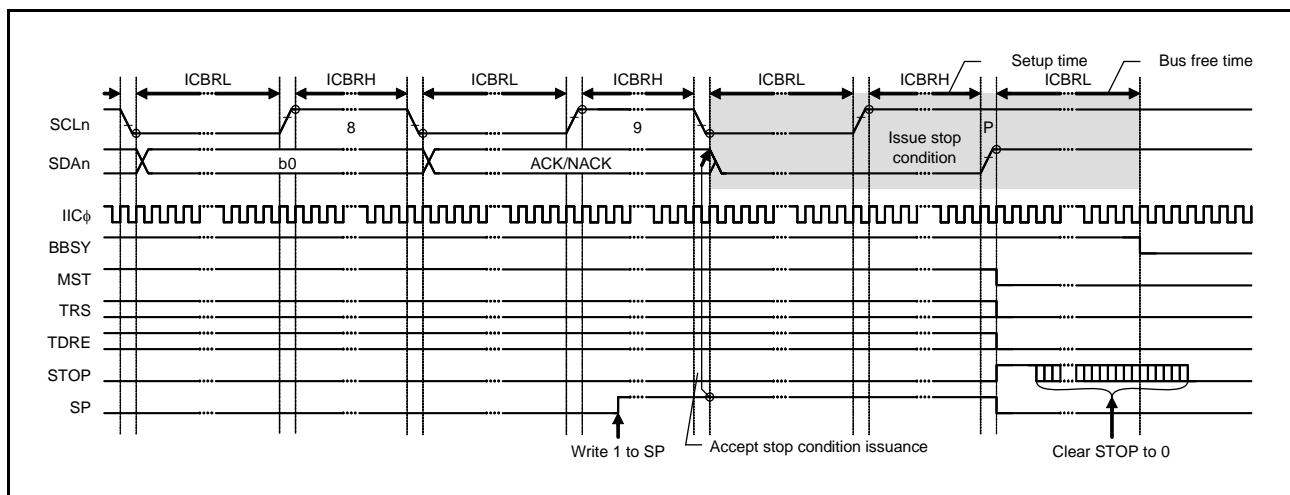 Setup time
Bus free time
ICBRL
ICBRH
ICBRL
ICBRH
ICBRL
ICBRH
ICBRL
SCLn
8
9
Issue stop
condition
P
SDAn
b0
ACK/NACK
IICϕ
BBSY
MST
TRS
TDRE
STOP
SP
Write 1 to SP
Accept stop condition issuance
Clear STOP to 0